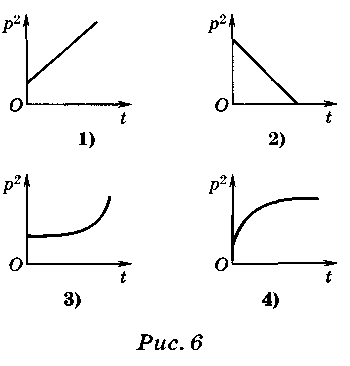 p² p²
O t O t
1) 2)
p² p²
O t O t
3) 4)
Рис. 6